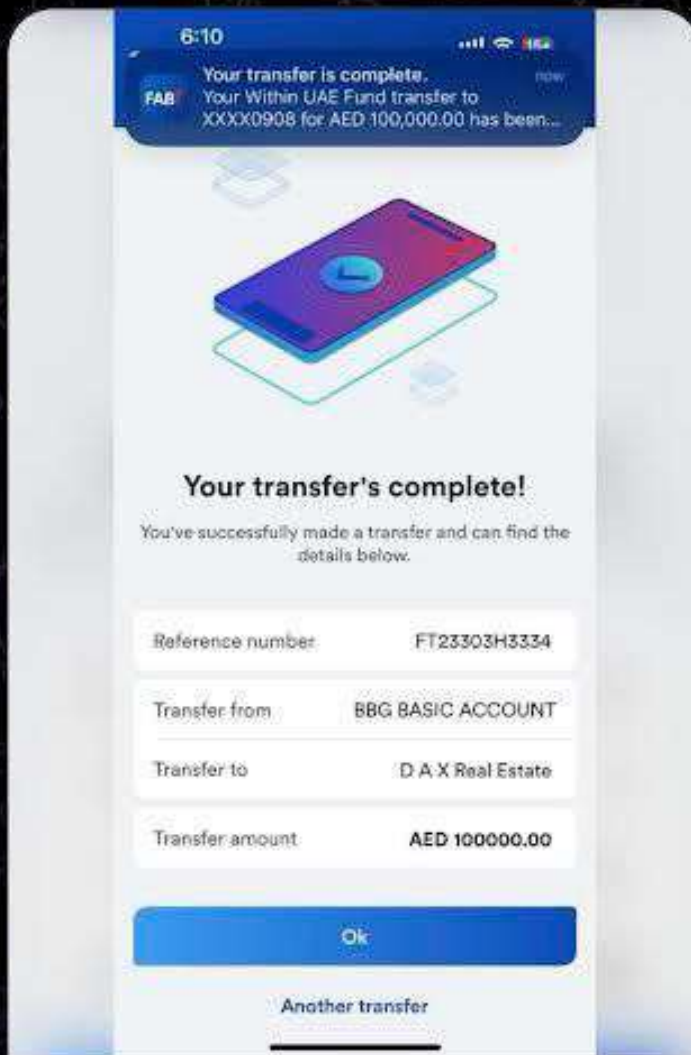 6:10
Your transfer is complete.
now
FAB
Your Within UAE Fund transfer to
XXXX0908 for AED 100,000.00 has been...
Your transfer's complete!
You've successfully made a transfer and can find the
details below.
Reference number FT23303H3334
Transfer from BBG BASIC ACCOUNT
Transfer to D A X Real Estate
Transfer amount AED 100000.00
Ok
Another transfer